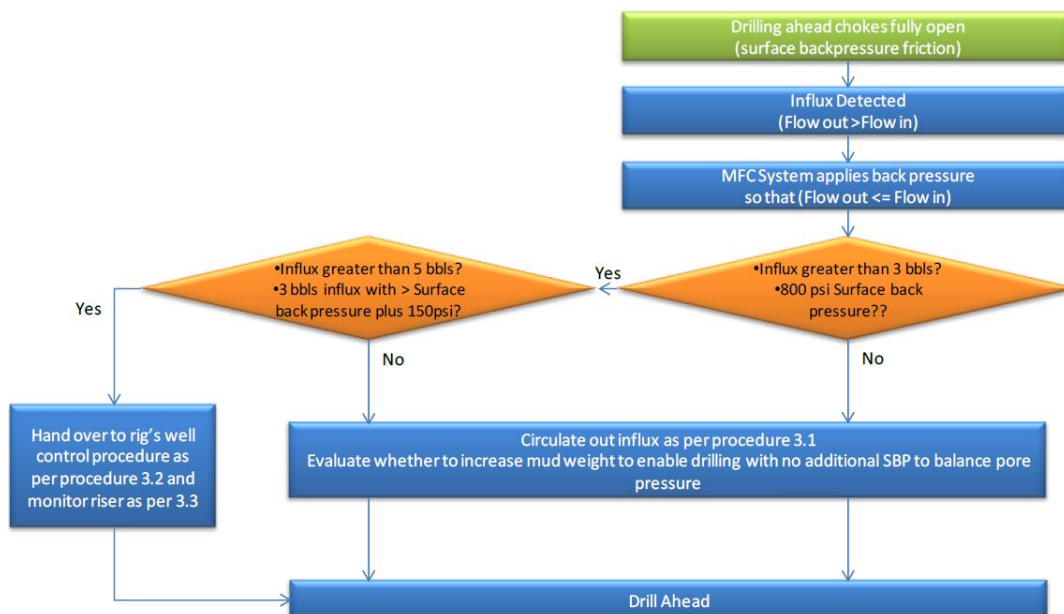 Drilling ahead chokes fully open
(surface backpressure friction)
Influx Detected
(Flow out >Flow in)
MFC System applies back pressure
so that (Flow out <= Flow in)
•Influx greater than 5 bbls?
•3 bbls influx with > Surface
back pressure plus 150psi?
Yes
•Influx greater than 3 bbls?
•800 psi Surface back
pressure??
Yes
No
No
Hand over to rig's well
control procedure as
per procedure 3.2 and
monitor riser as per 3.3
Circulate out influx as per procedure 3.1
Evaluate whether to increase mud weight to enable drilling with no additional SBP to balance pore
pressure
Drill Ahead